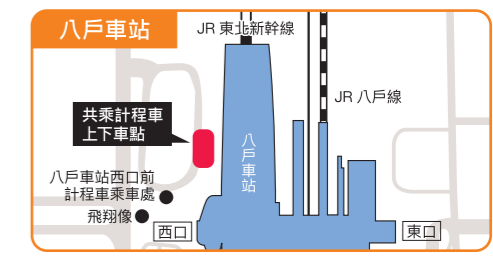 八戶車站
JR 東北新幹線
JR 八戶線
共乘計程車
上下車點
八戶車站
八戶車站西口前
計程車乘車處
飛翔像
西口
東口